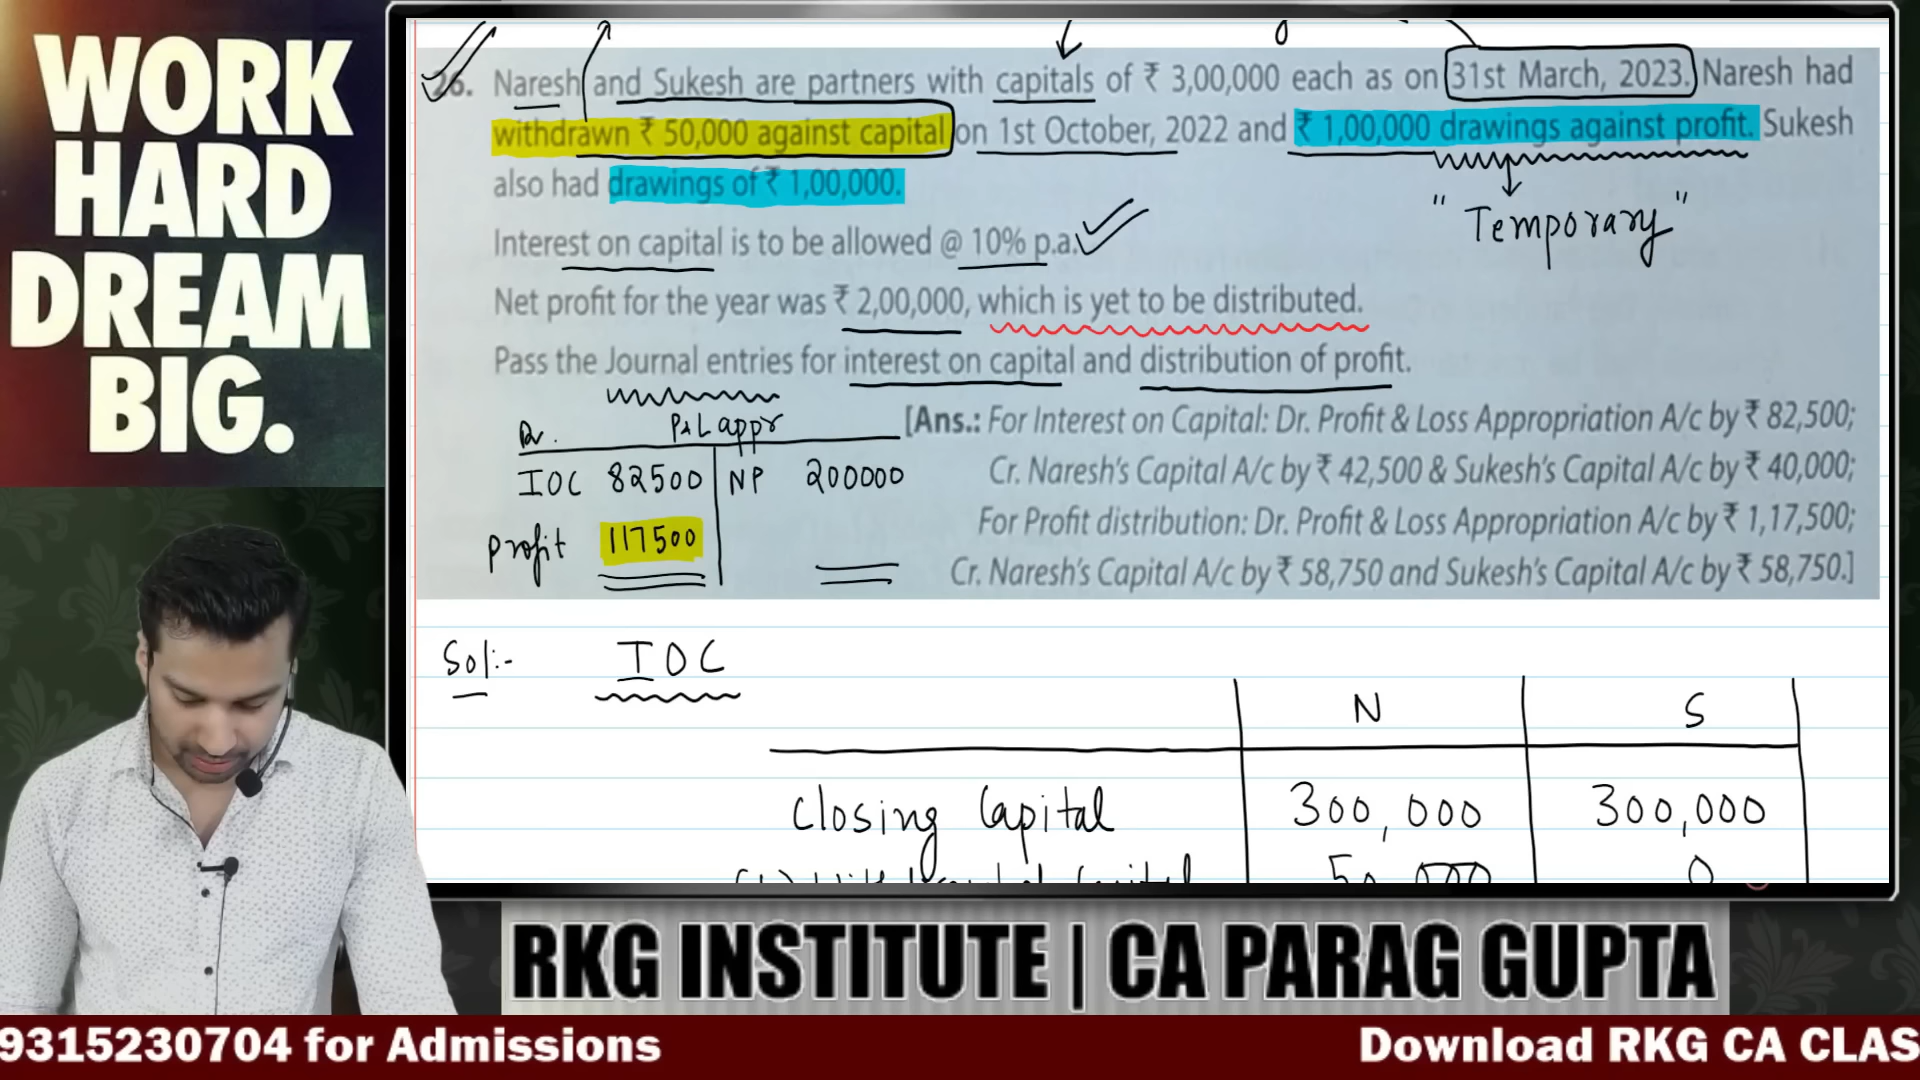 WORK
HARD
DREAM
BIG.
26. Naresh and Sukesh are partners with capitals of ₹ 3,00,000 each as on 31st March, 2023. Naresh had
withdrawn ₹ 50,000 against capital on 1st October, 2022 and ₹ 1,00,000 drawings against profit. Sukesh
also had drawings of ₹ 1,00,000.
"Temporary"
Interest on capital is to be allowed @ 10% p.a.
Net profit for the year was ₹ 2,00,000, which is yet to be distributed.
Pass the Journal entries for interest on capital and distribution of profit.
Dr. P&L appr
IOC 82500 NP 200000
Profit 117500
[Ans.: For Interest on Capital: Dr. Profit & Loss Appropriation A/c by ₹ 82,500;
Cr. Naresh's Capital A/c by ₹ 42,500 & Sukesh's Capital A/c by ₹ 40,000;
For Profit distribution: Dr. Profit & Loss Appropriation A/c by ₹ 1,17,500;
Cr. Naresh's Capital A/c by ₹ 58,750 and Sukesh's Capital A/c by ₹ 58,750.]
Sol:- IOC
N S
Closing Capital 300,000 300,000
50,000 0
RKG INSTITUTE | CA PARAG GUPTA
9315230704 for Admissions
Download RKG CA CLAS